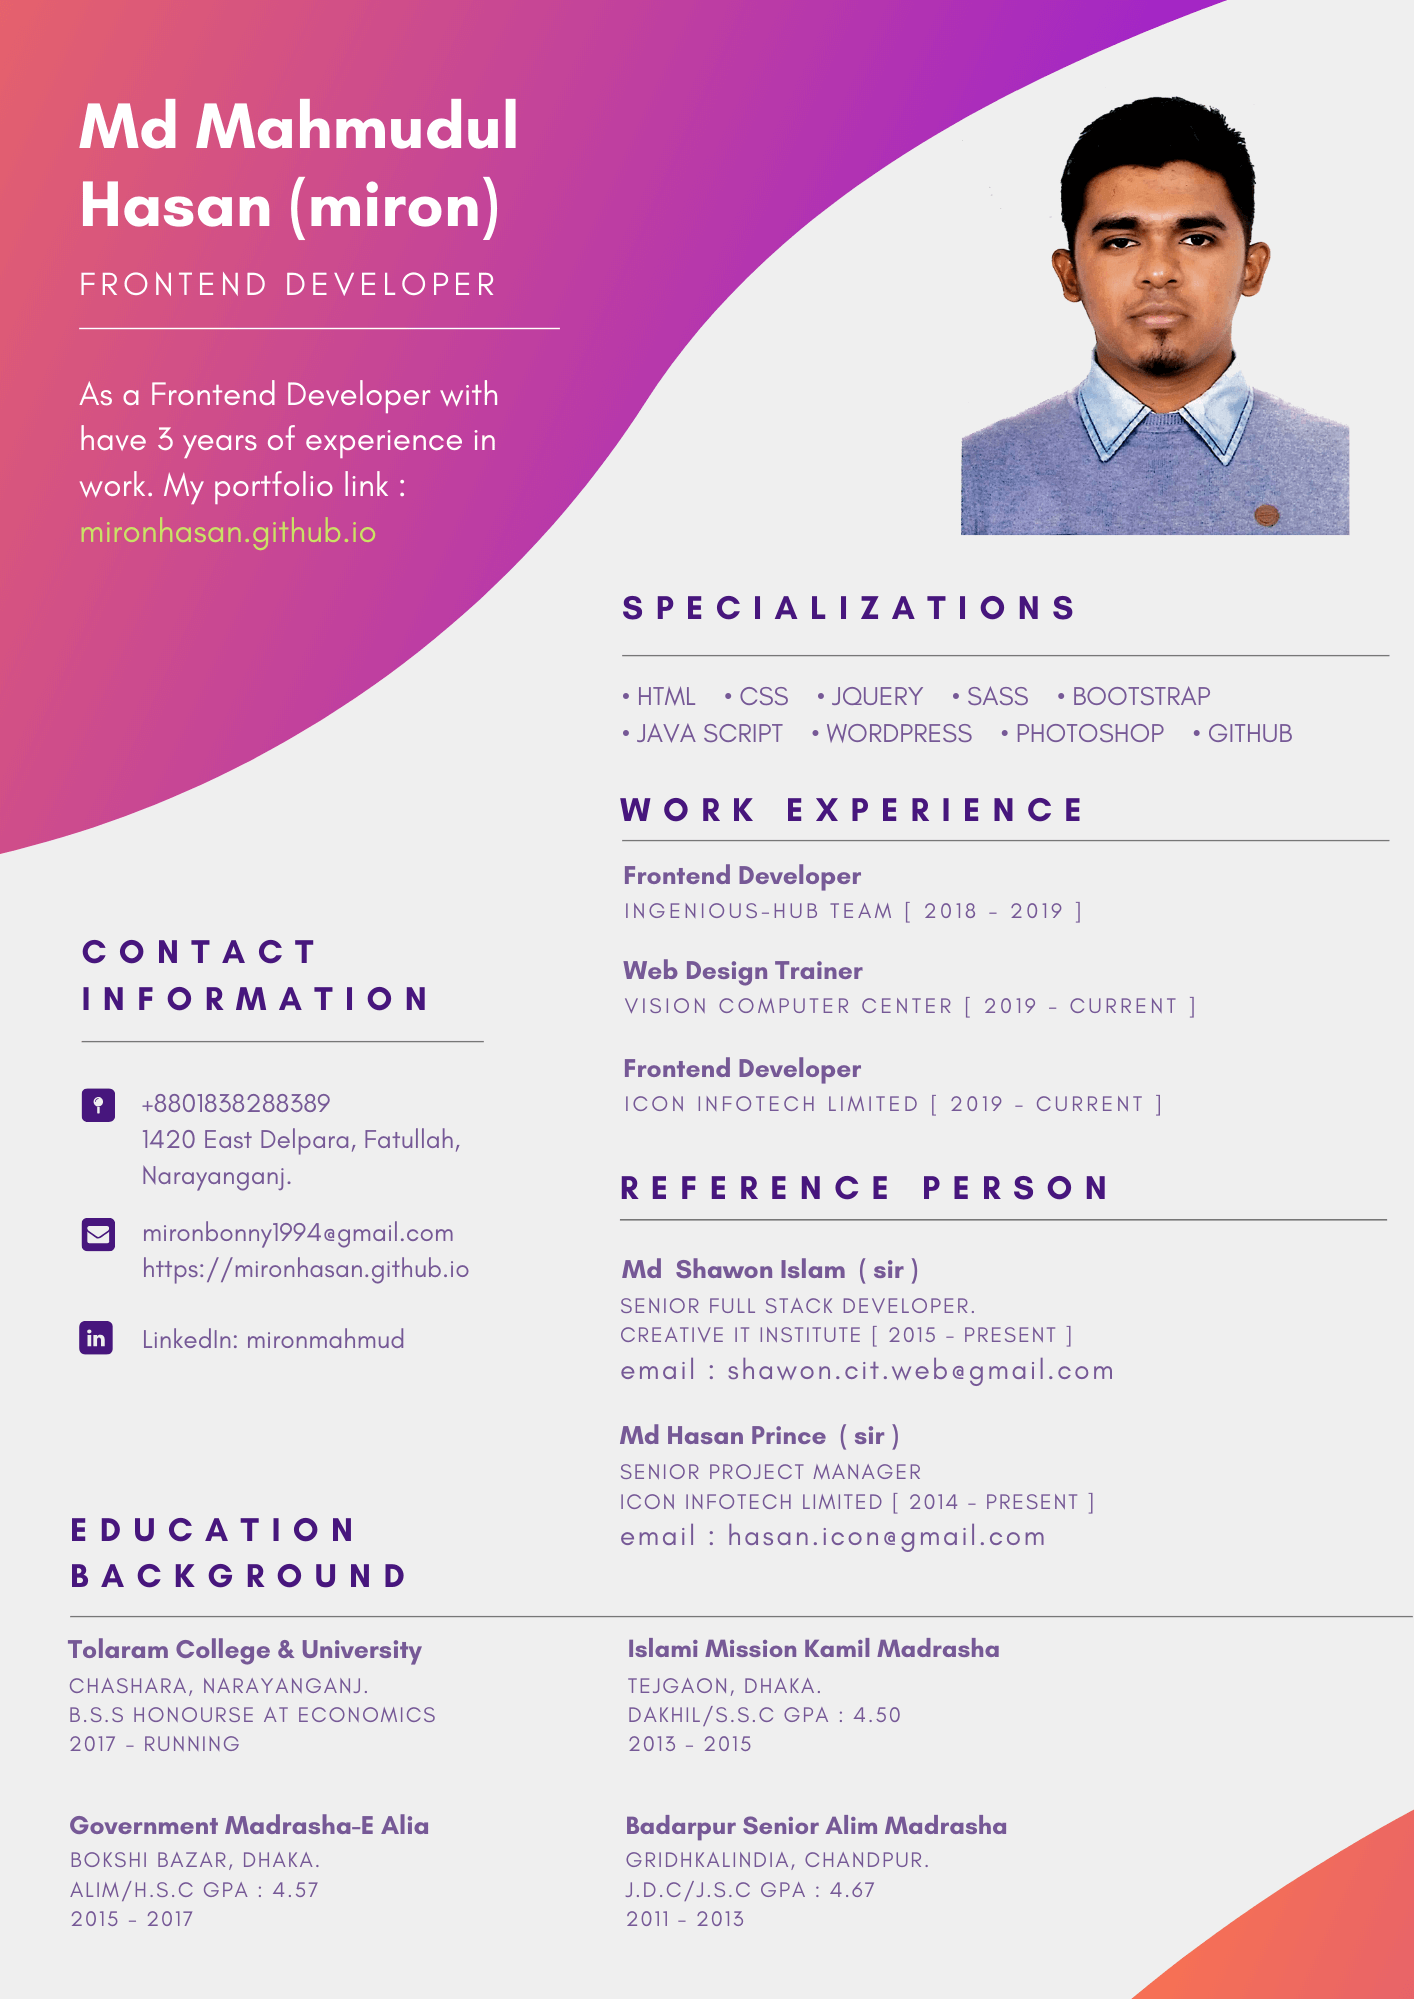 Md Mahmudul
Hasan (miron)
FRONTEND DEVELOPER
As a Frontend Developer with
have 3 years of experience in
work. My portfolio link :
mironhasan.github.io
SPECIALIZATIONS
• HTML • CSS • JQUERY • SASS • BOOTSTRAP
• JAVA SCRIPT • WORDPRESS • PHOTOSHOP • GITHUB
WORK EXPERIENCE
Frontend Developer
INGENIOUS-HUB TEAM [ 2018 - 2019 ]
Web Design Trainer
VISION COMPUTER CENTER [ 2019 - CURRENT ]
Frontend Developer
ICON INFOTECH LIMITED [ 2019 - CURRENT ]
CONTACT
INFORMATION
+8801838288389
1420 East Delpara, Fatullah,
Narayanganj.
mironbonny1994@gmail.com
https://mironhasan.github.io
in
LinkedIn: mironmahmud
REFERENCE PERSON
Md Shawon Islam ( sir )
SENIOR FULL STACK DEVELOPER.
CREATIVE IT INSTITUTE [ 2015 - PRESENT ]
email : shawon.cit.web@gmail.com
Md Hasan Prince ( sir )
SENIOR PROJECT MANAGER
ICON INFOTECH LIMITED [ 2014 - PRESENT ]
email : hasan.icon@gmail.com
EDUCATION
BACKGROUND
Tolaram College & University
CHASHARA, NARAYANGANJ.
B.S.S HONOURSE AT ECONOMICS
2017 - RUNNING
Islami Mission Kamil Madrasha
TEJGAON, DHAKA.
DAKHIL/S.S.C GPA : 4.50
2013 - 2015
Government Madrasha-E Alia
BOKSHI BAZAR, DHAKA.
ALIM/H.S.C GPA : 4.57
2015 - 2017
Badarpur Senior Alim Madrasha
GRIDHKALINDIA, CHANDPUR.
J.D.C/J.S.C GPA : 4.67
2011 - 2013